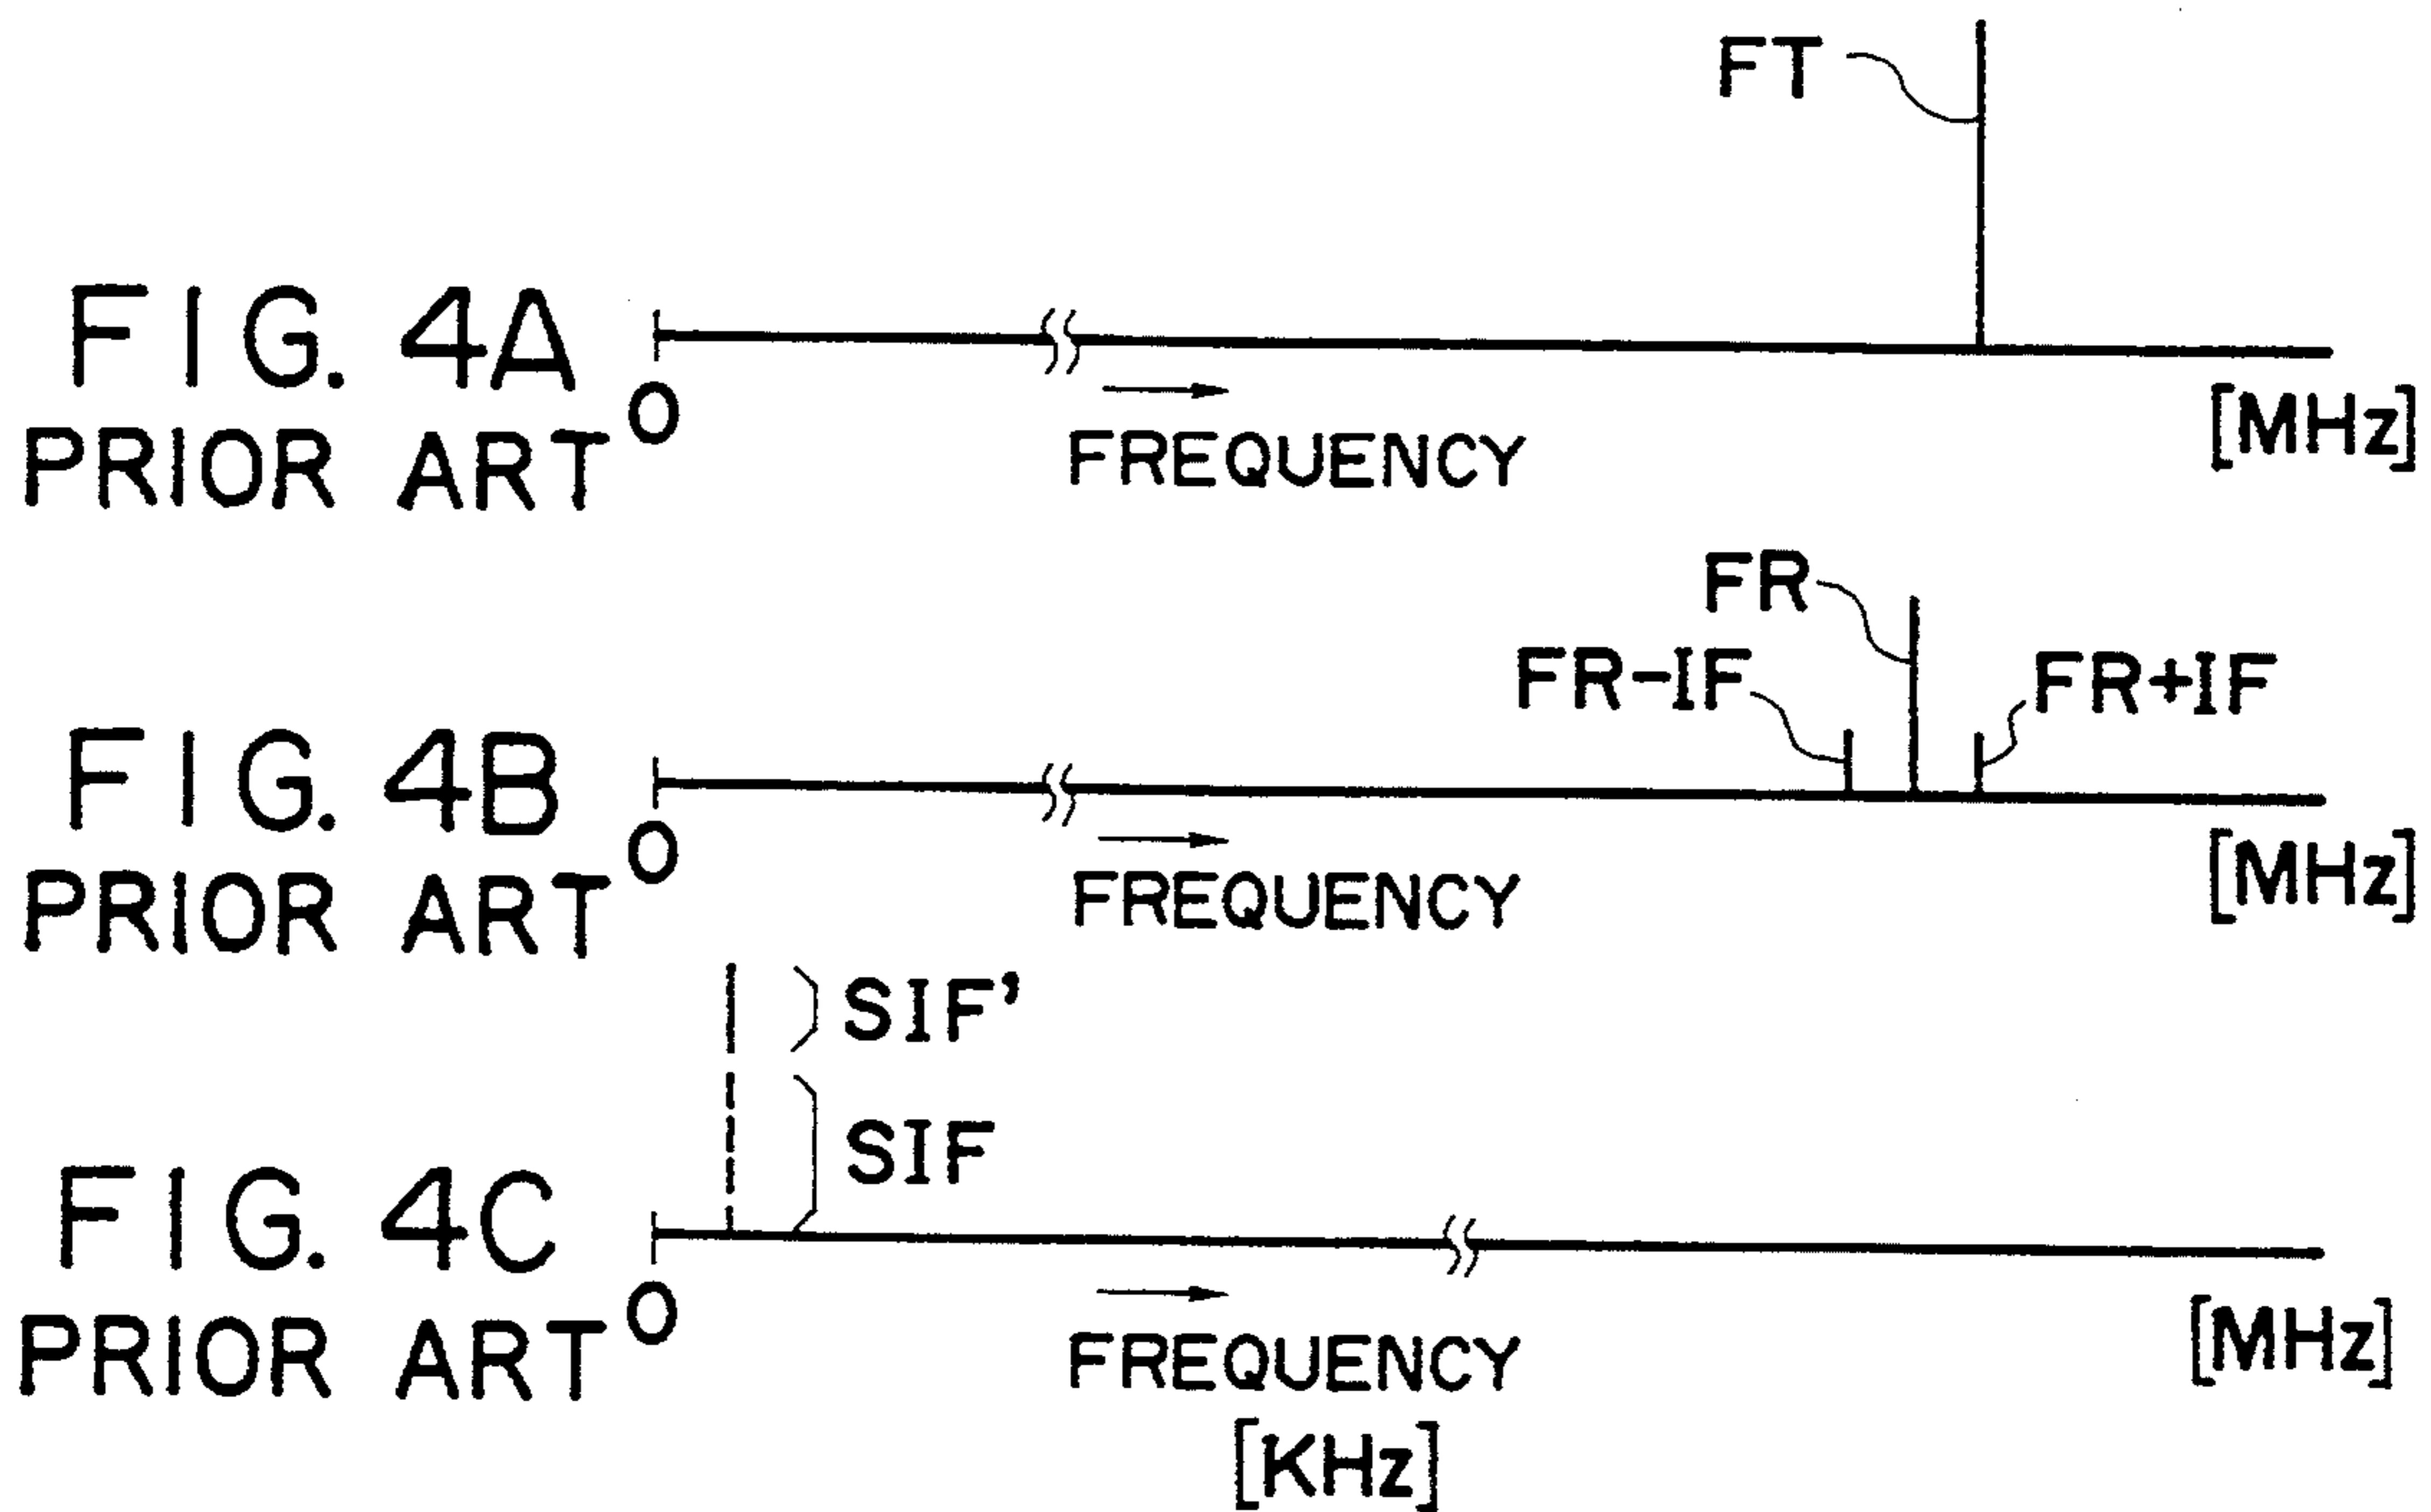 FT
FIG. 4A
PRIOR ART
0
FREQUENCY
[MHz]
FR
FR-IF
FR+IF
FIG. 4B
PRIOR ART
0
FREQUENCY
[MHz]
SIF'
SIF
FIG. 4C
PRIOR ART
0
FREQUENCY
[KHz]
[MHz]